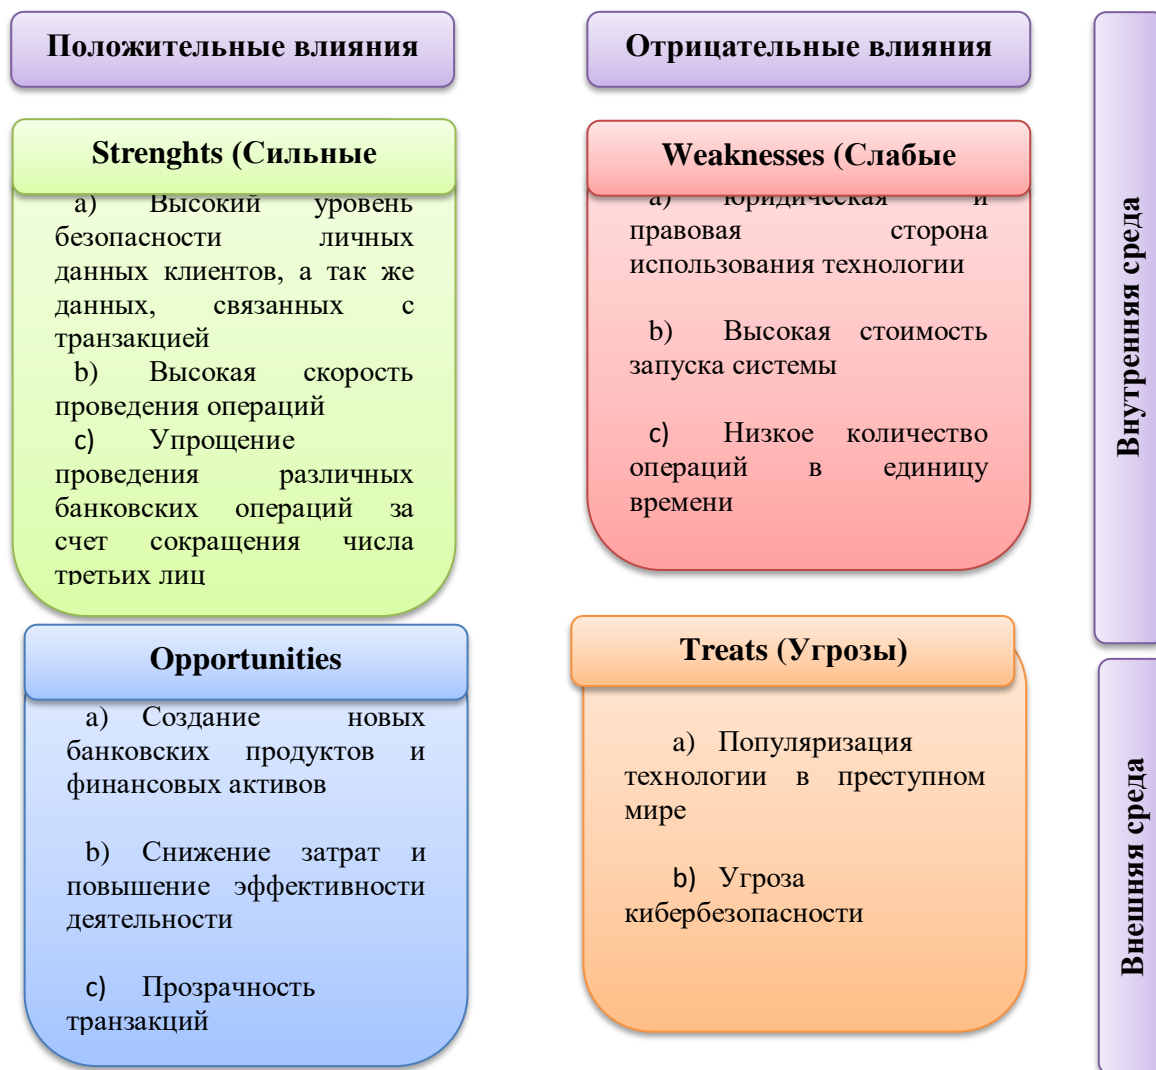 Положительные влияния
Отрицательные влияния
Strenghts (Сильные
a) Высокий уровень
безопасности личных
данных клиентов, а так же
данных, связанных с
транзакцией
b) Высокая скорость
проведения операций
c) Упрощение
проведения различных
банковских операций за
счет сокращения числа
третьих лиц
Weaknesses (Слабые
a) юридическая и
правовая сторона
использования технологии
b) Высокая стоимость
запуска системы
c) Низкое количество
операций в единицу
времени
Внутренняя среда
Opportunities
a) Создание новых
банковских продуктов и
финансовых активов
b) Снижение затрат и
повышение эффективности
деятельности
c) Прозрачность
транзакций
Treats (Угрозы)
a) Популяризация
технологии в преступном
мире
b) Угроза
кибербезопасности
Внешняя среда